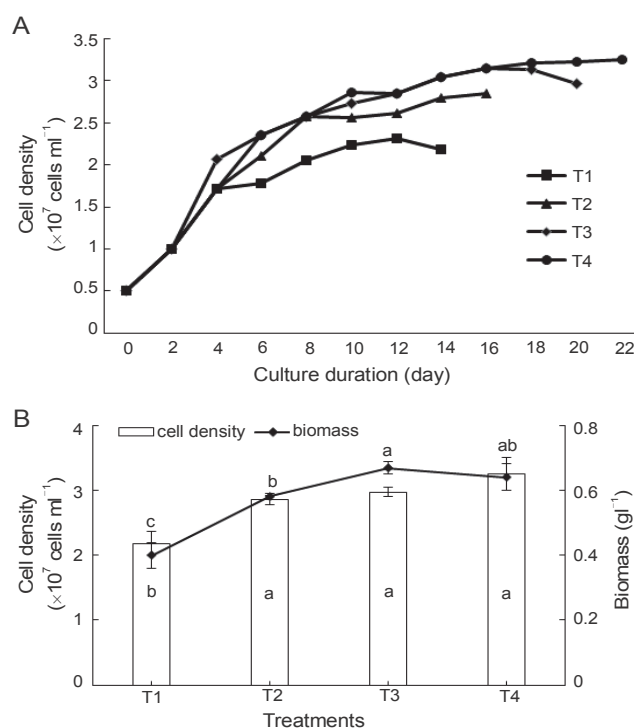 A
Cell density
(×10⁷ cells ml⁻¹)
3.5
3
2.5
2
1.5
1
0.5
0
0 2 4 6 8 10 12 14 16 18 20 22
Culture duration (day)
T1
T2
T3
T4
B
cell density
biomass
Cell density
(×10⁷ cells ml⁻¹)
4
3
2
1
0
c b a ab
b a a a
0.8
0.6
0.4
0.2
0.0
Biomass (gl⁻¹)
T1 T2 T3 T4
Treatments